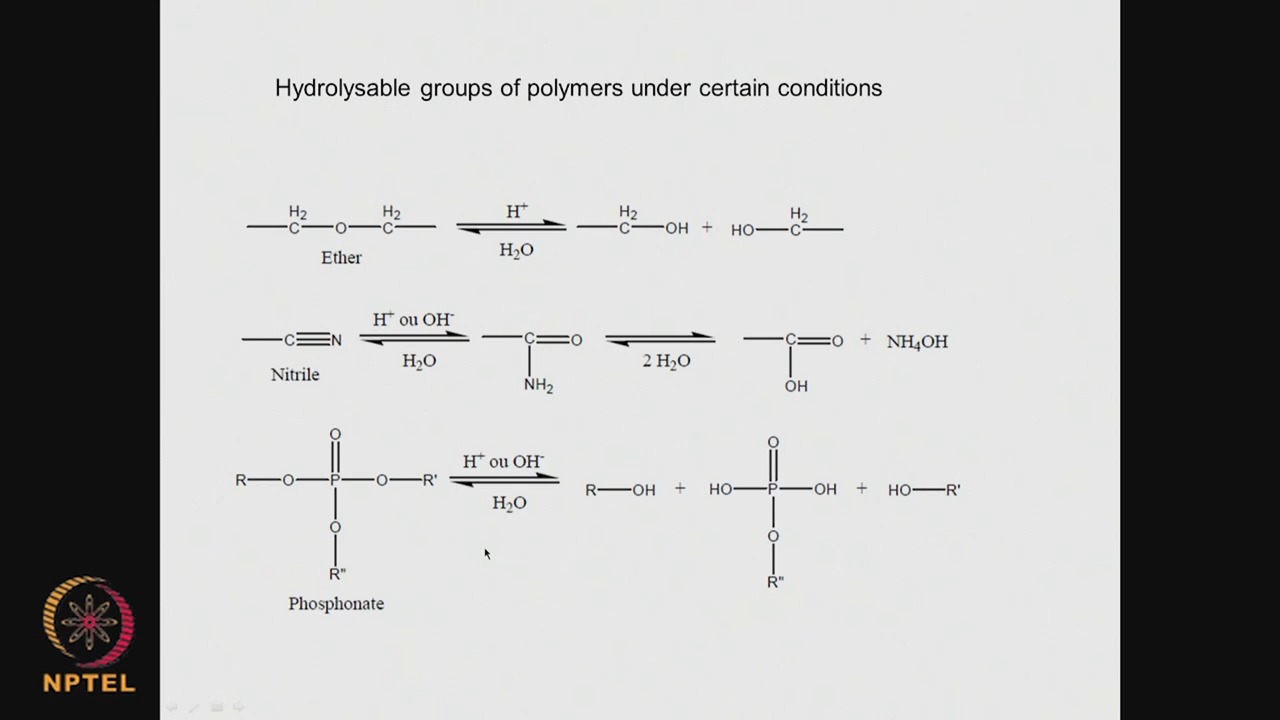 Hydrolysable groups of polymers under certain conditions
H2 H2 H+ H2 H2
C O C C OH + HO C
H2O
Ether
H+ ou OH-
C N C O C O + NH4OH
H2O 2 H2O
Nitrile NH2 OH
O O
H+ ou OH-
R O P O R' R OH + HO P OH + HO R'
H2O
O O
R" R"
Phosphonate
NPTEL